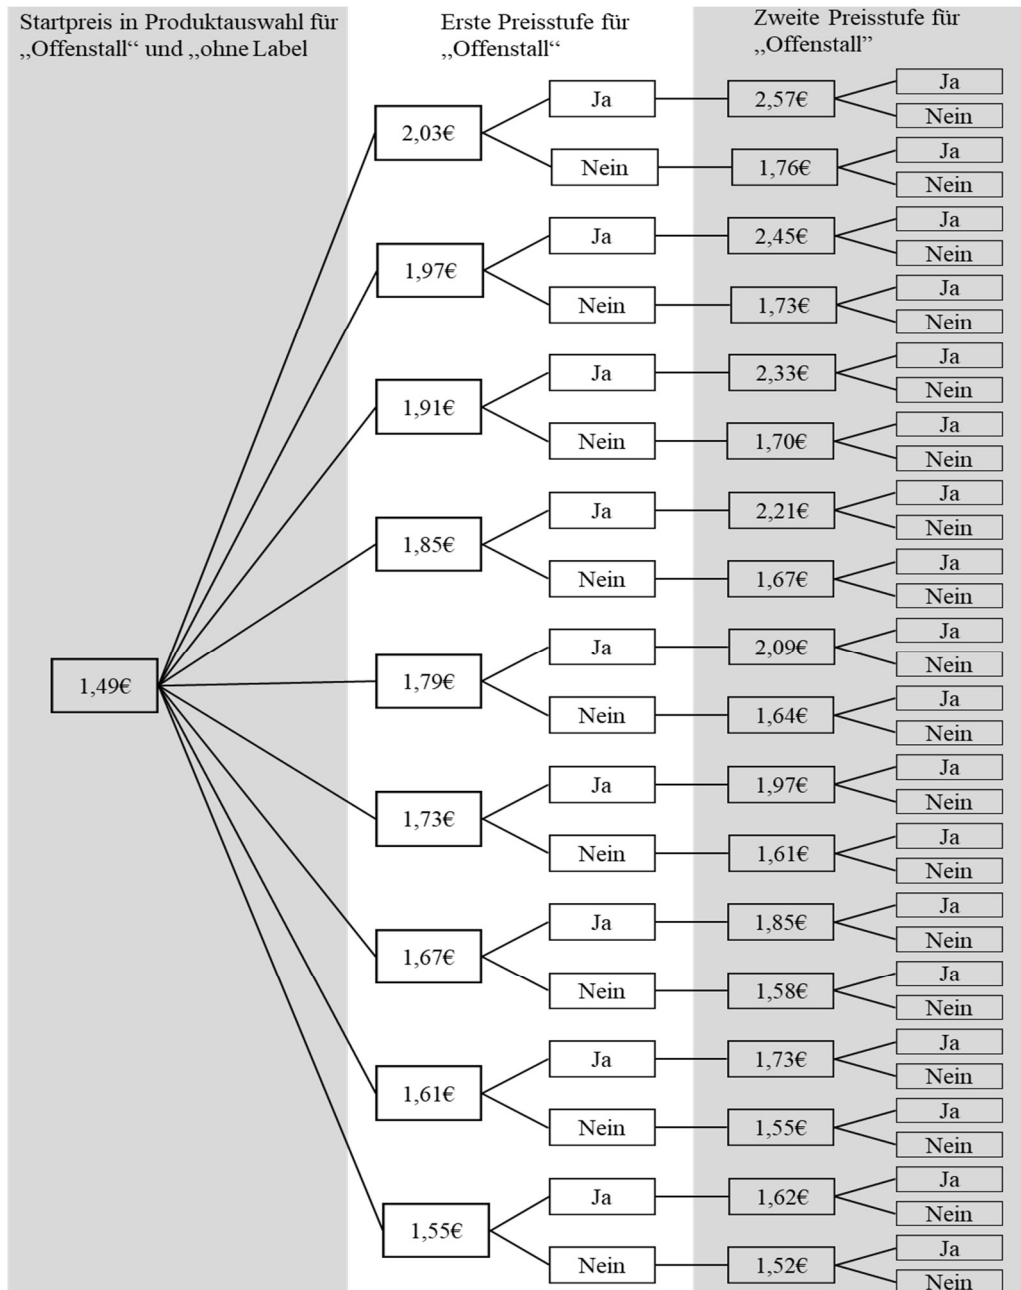 Startpreis in Produktauswahl für
„Offenstall“ und „ohne Label
Erste Preisstufe für
„Offenstall“
Zweite Preisstufe für
„Offenstall”
1,49€
2,03€
Ja
2,57€
Ja
Nein
Nein
1,76€
Ja
Nein
1,97€
Ja
2,45€
Ja
Nein
Nein
1,73€
Ja
Nein
1,91€
Ja
2,33€
Ja
Nein
Nein
1,70€
Ja
Nein
1,85€
Ja
2,21€
Ja
Nein
Nein
1,67€
Ja
Nein
1,79€
Ja
2,09€
Ja
Nein
Nein
1,64€
Ja
Nein
1,73€
Ja
1,97€
Ja
Nein
Nein
1,61€
Ja
Nein
1,67€
Ja
1,85€
Ja
Nein
Nein
1,58€
Ja
Nein
1,61€
Ja
1,73€
Ja
Nein
Nein
1,55€
Ja
Nein
1,55€
Ja
1,62€
Ja
Nein
Nein
1,52€
Ja
Nein